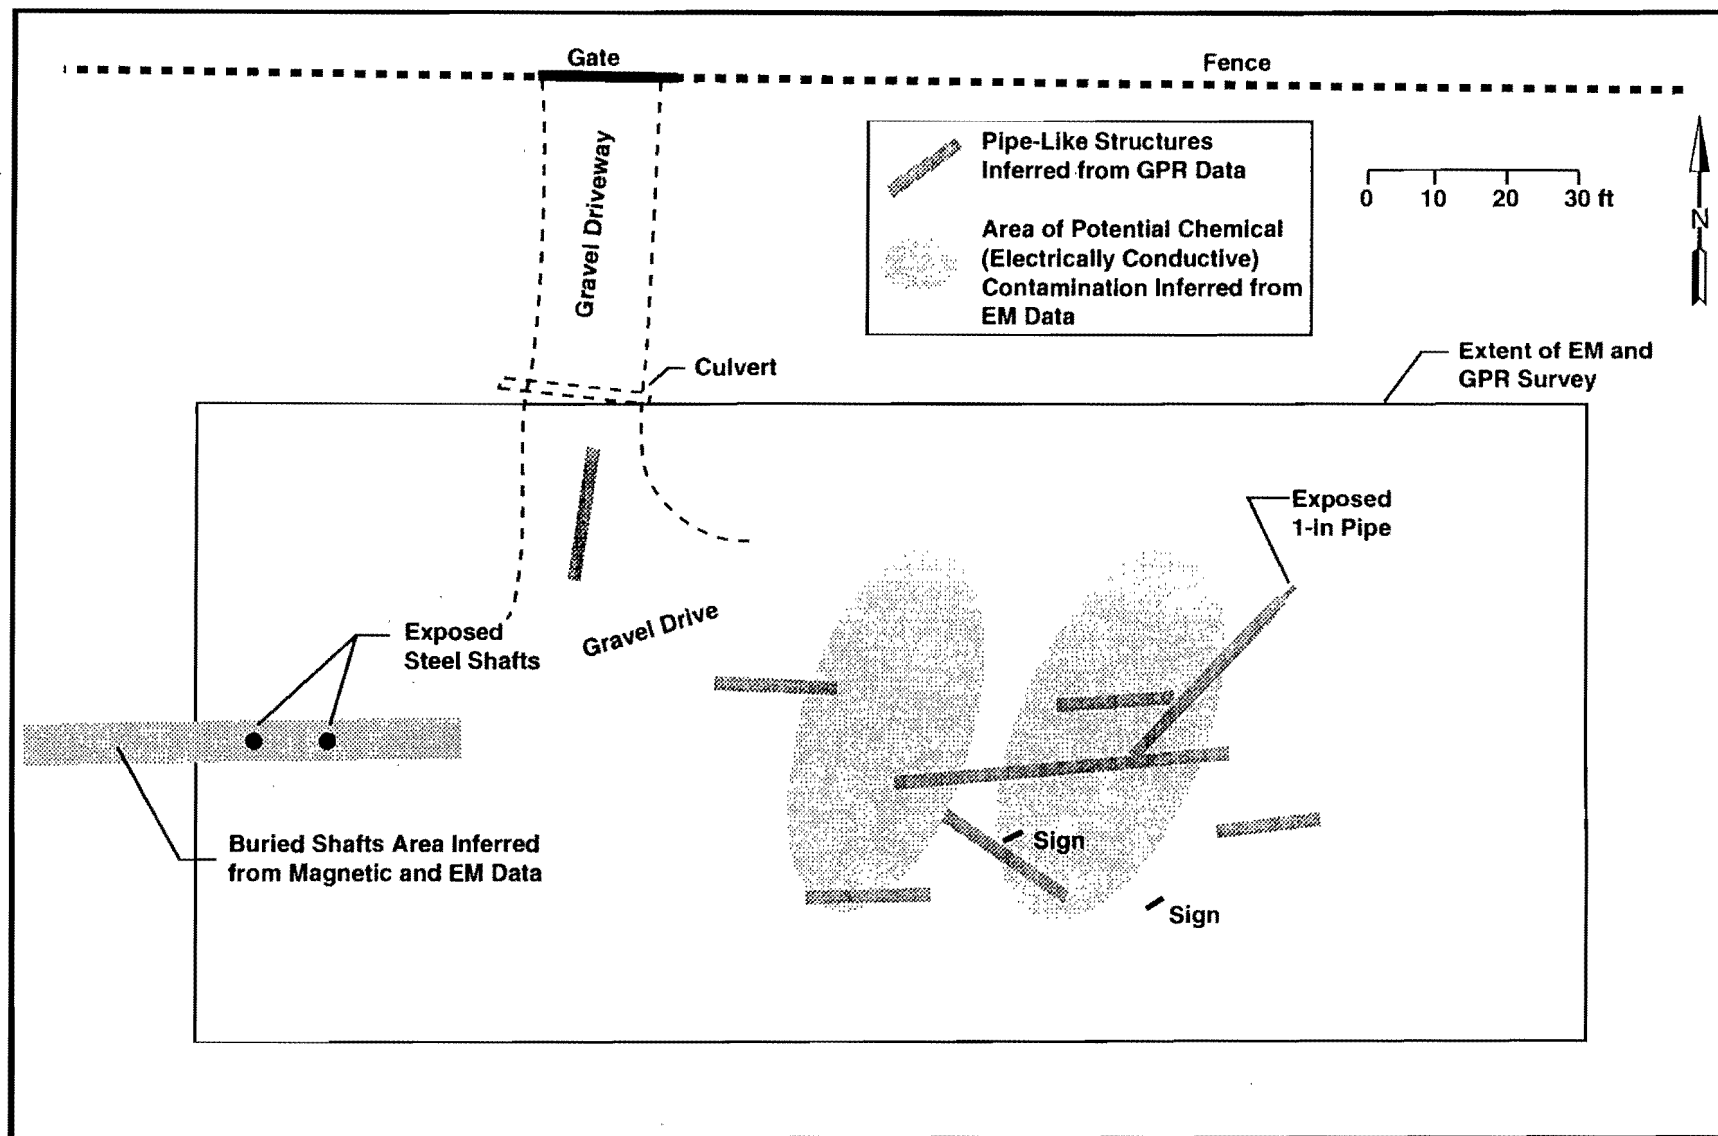 Gate
Fence
Gravel Driveway
Pipe-Like Structures
Inferred from GPR Data
Area of Potential Chemical
(Electrically Conductive)
Contamination Inferred from
EM Data
0 10 20 30 ft
N
Culvert
Extent of EM and
GPR Survey
Exposed
1-in Pipe
Gravel Drive
Exposed
Steel Shafts
Buried Shafts Area Inferred
from Magnetic and EM Data
Sign
Sign